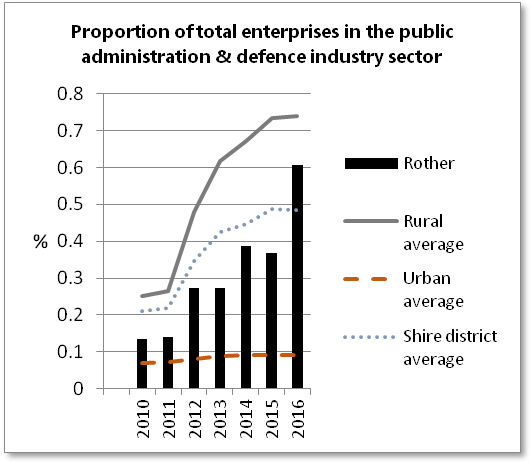 Proportion of total enterprises in the public
administration & defence industry sector
0.8
0.7
0.6
0.5
0.4
0.3
0.2
0.1
0
%
2010
2011
2012
2013
2014
2015
2016
Rother
Rural
average
Urban
average
Shire district
average